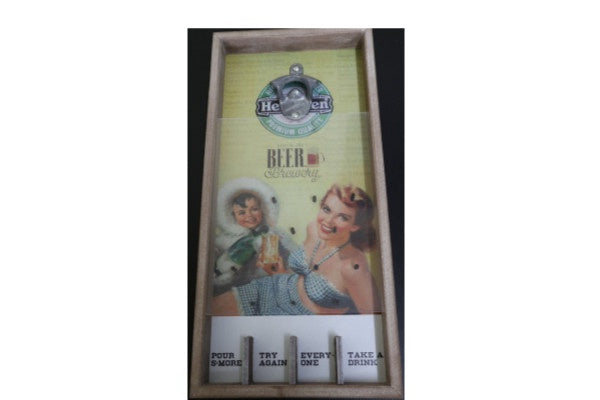 PREMIUM QUALITY
BEER
Brewery
POUR
S-MORE
TRY
AGAIN
EVERY-
ONE
TAKE A
DRINK